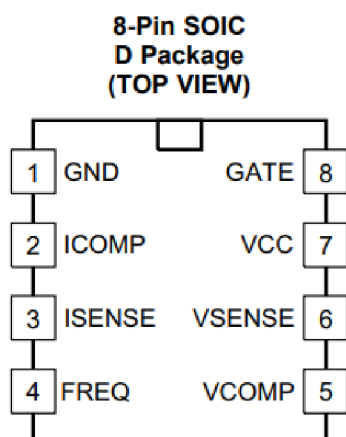 8-Pin SOIC
D Package
(TOP VIEW)
1 GND GATE 8
2 ICOMP VCC 7
3 ISENSE VSENSE 6
4 FREQ VCOMP 5